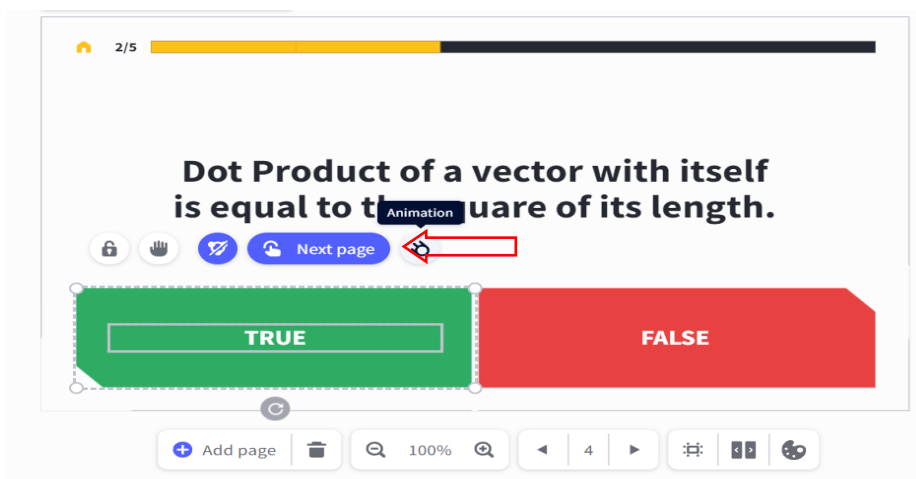 2/5
Dot Product of a vector with itself
is equal to t uare of its length.
Animation
Next page
TRUE
FALSE
Add page
100%
4